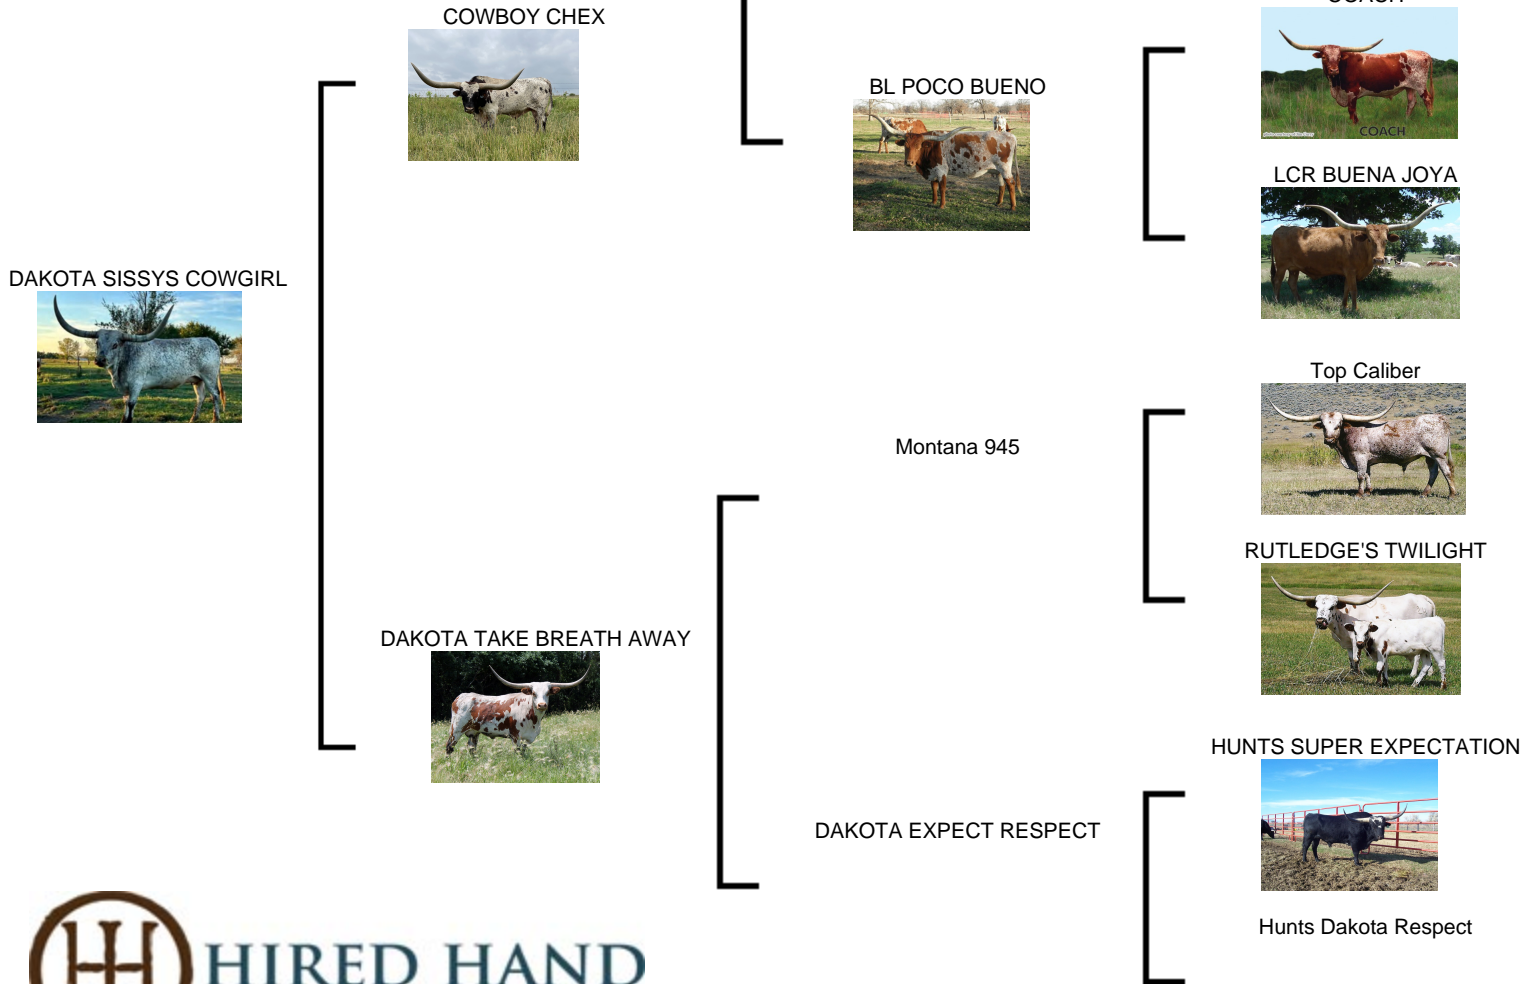 COACH
COWBOY CHEX
BL POCO BUENO
COACH
LCR BUENA JOYA
DAKOTA SISSYS COWGIRL
Top Caliber
Montana 945
RUTLEDGE'S TWILIGHT
DAKOTA TAKE BREATH AWAY
HUNTS SUPER EXPECTATION
DAKOTA EXPECT RESPECT
Hunts Dakota Respect
HIRED HAND